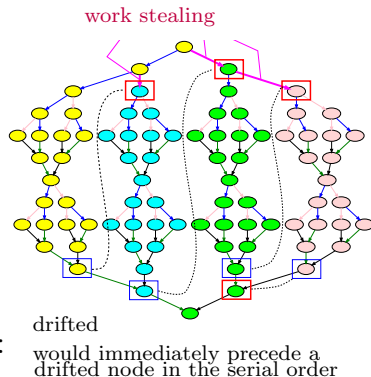 work stealing
drifted
:
would immediately precede a
drifted node in the serial order